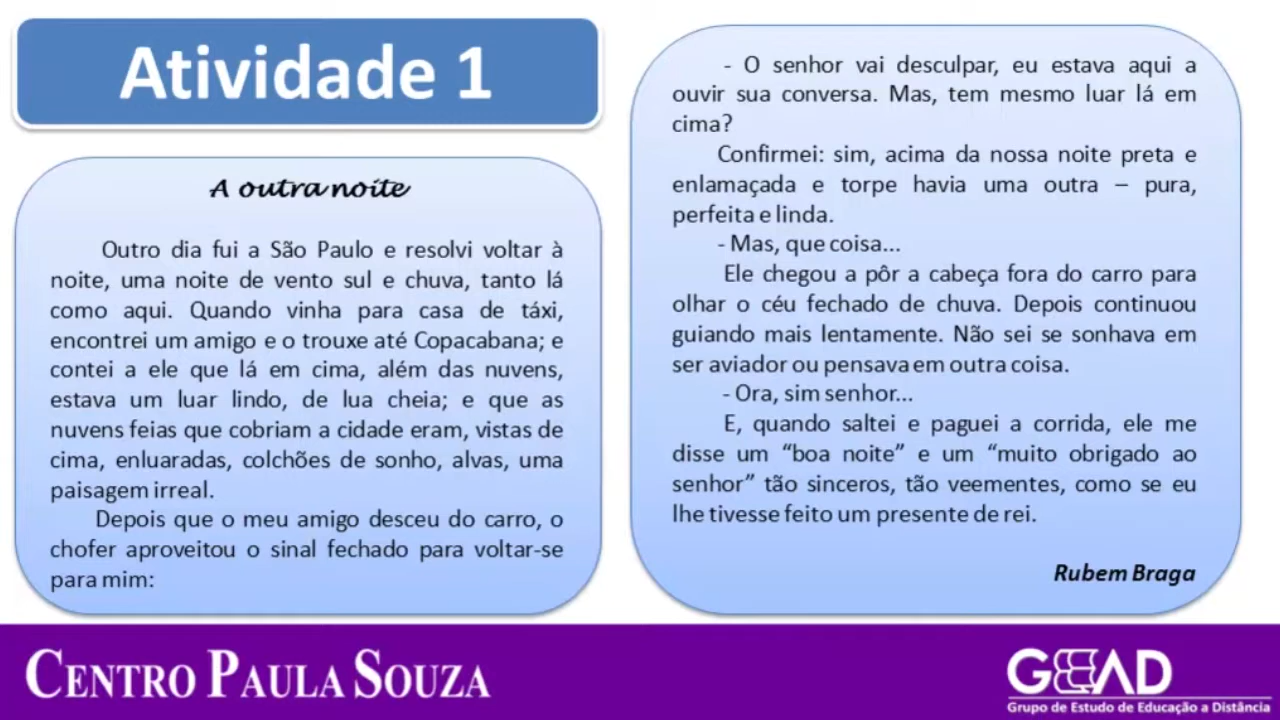 Atividade 1
A outra noite
Outro dia fui a São Paulo e resolvi voltar à
noite, uma noite de vento sul e chuva, tanto lá
como aqui. Quando vinha para casa de táxi,
encontrei um amigo e o trouxe até Copacabana; e
contei a ele que lá em cima, além das nuvens,
estava um luar lindo, de lua cheia; e que as
nuvens feias que cobriam a cidade eram, vistas de
cima, enluaradas, colchões de sonho, alvas, uma
paisagem irreal.
Depois que o meu amigo desceu do carro, o
chofer aproveitou o sinal fechado para voltar-se
para mim:
- O senhor vai desculpar, eu estava aqui a
ouvir sua conversa. Mas, tem mesmo luar lá em
cima?
Confirmei: sim, acima da nossa noite preta e
enlamaçada e torpe havia uma outra – pura,
perfeita e linda.
- Mas, que coisa...
Ele chegou a pôr a cabeça fora do carro para
olhar o céu fechado de chuva. Depois continuou
guiando mais lentamente. Não sei se sonhava em
ser aviador ou pensava em outra coisa.
- Ora, sim senhor...
E, quando saltei e paguei a corrida, ele me
disse um “boa noite” e um “muito obrigado ao
senhor” tão sinceros, tão veementes, como se eu
lhe tivesse feito um presente de rei.
Rubem Braga
CENTRO PAULA SOUZA
GEEAD
Grupo de Estudo de Educação a Distância